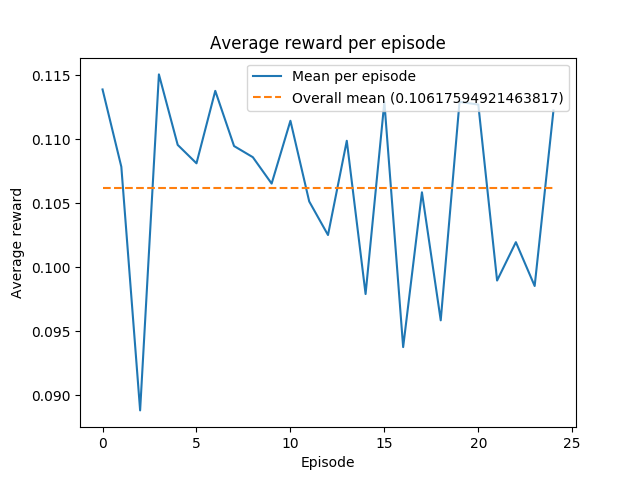 Average reward per episode
Mean per episode
Overall mean (0.10617594921463817)
Average reward
0.115
0.110
0.105
0.100
0.095
0.090
0 5 10 15 20 25
Episode